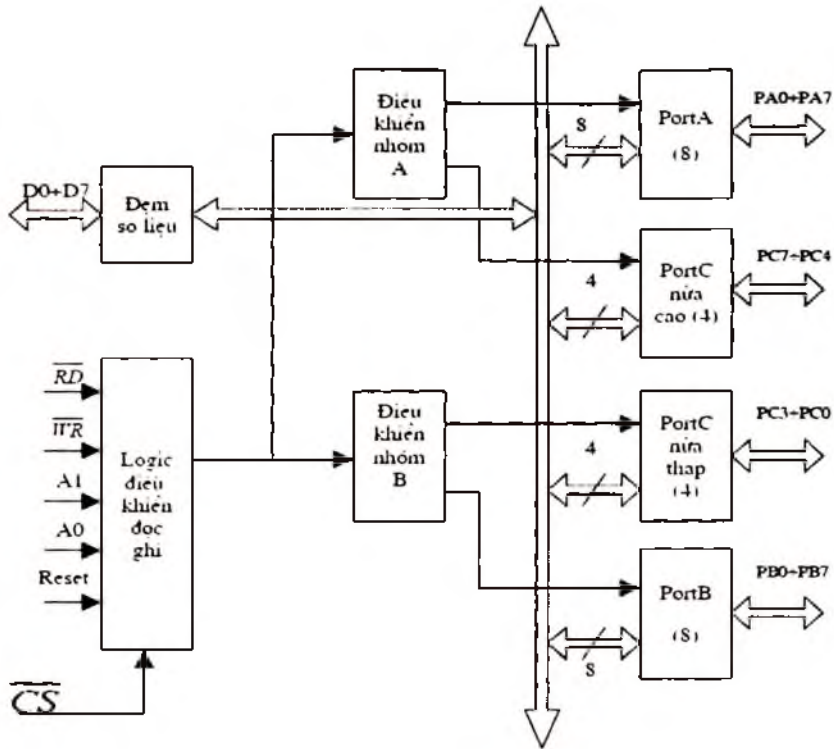 Điều
khiển
nhóm
A
8
PortA
(8)
PA0÷PA7
D0÷D7
Đệm
số liệu
4
PortC
nửa
cao (4)
PC7÷PC4
RD
WR
A1
A0
Reset
CS
Logic
điều
khiển
đọc
ghi
Điều
khiển
nhóm
B
4
PortC
nửa
thấp
(4)
PC3÷PC0
PortB
(8)
PB0÷PB7
8